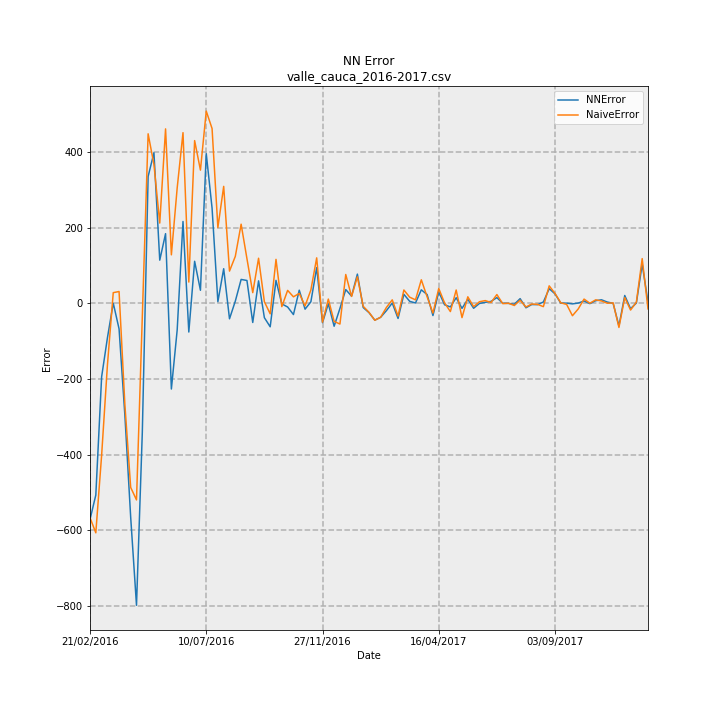 NN Error
valle_cauca_2016-2017.csv
NNError
NaiveError
400
200
0
−200
−400
−600
−800
Error
21/02/2016
10/07/2016
27/11/2016
16/04/2017
03/09/2017
Date